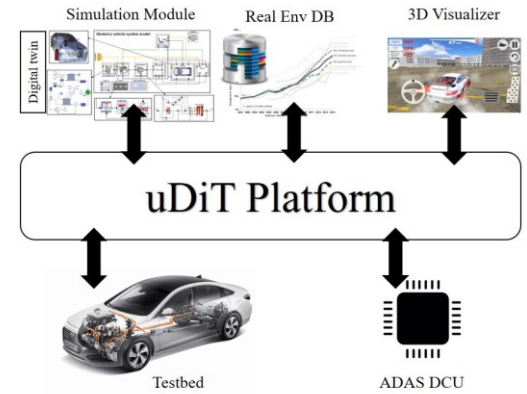 Simulation Module
Real Env DB
3D Visualizer
Digital twin
uDiT Platform
Testbed
ADAS DCU